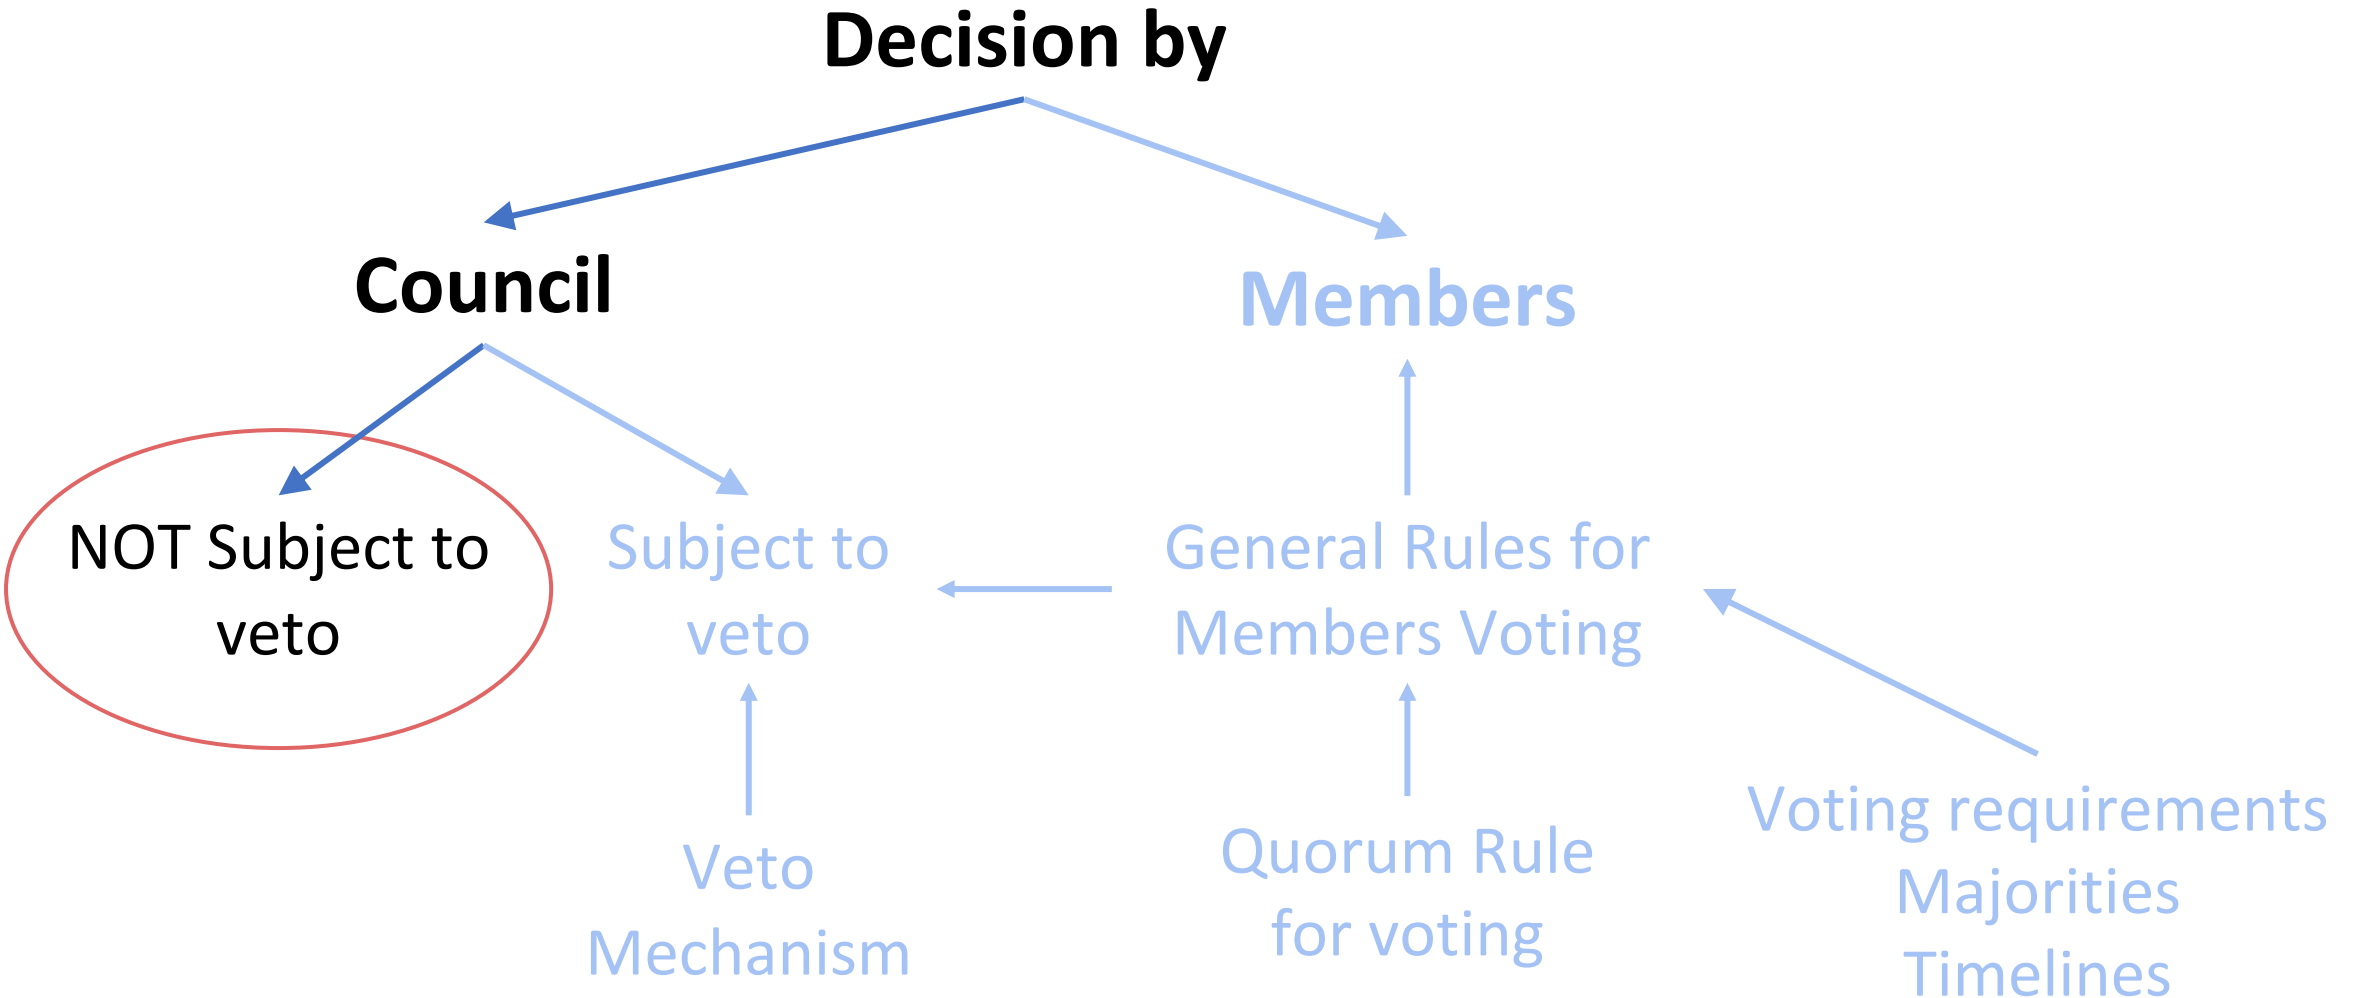 Decision by
Council
Members
NOT Subject to
veto
Subject to
veto
General Rules for
Members Voting
Veto
Mechanism
Quorum Rule
for voting
Voting requirements
Majorities
Timelines